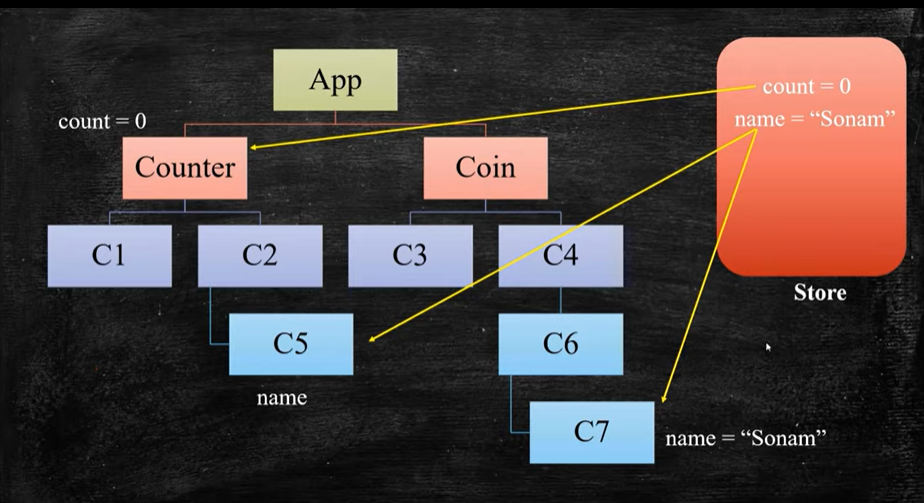 App
count = 0
count = 0
name = “Sonam”
Counter
Coin
C1
C2
C3
C4
Store
C5
C6
name
C7
name = “Sonam”